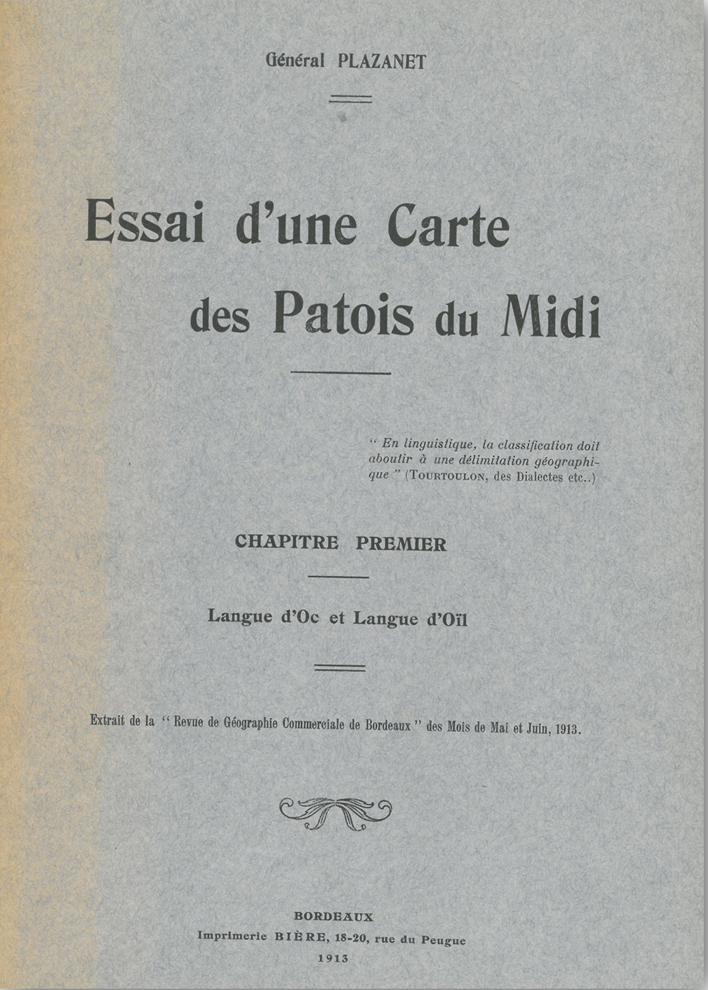 Général PLAZANET
Essai d'une Carte
des Patois du Midi
“ En linguistique, la classification doit
aboutir à une délimitation géographi-
que ” (TOURTOULON, des Dialectes etc..)
CHAPITRE PREMIER
Langue d'Oc et Langue d'Oïl
Extrait de la “ Revue de Géographie Commerciale de Bordeaux ” des Mois de Mai et Juin, 1913.
BORDEAUX
Imprimerie BIÈRE, 18-20, rue du Peugue
1913